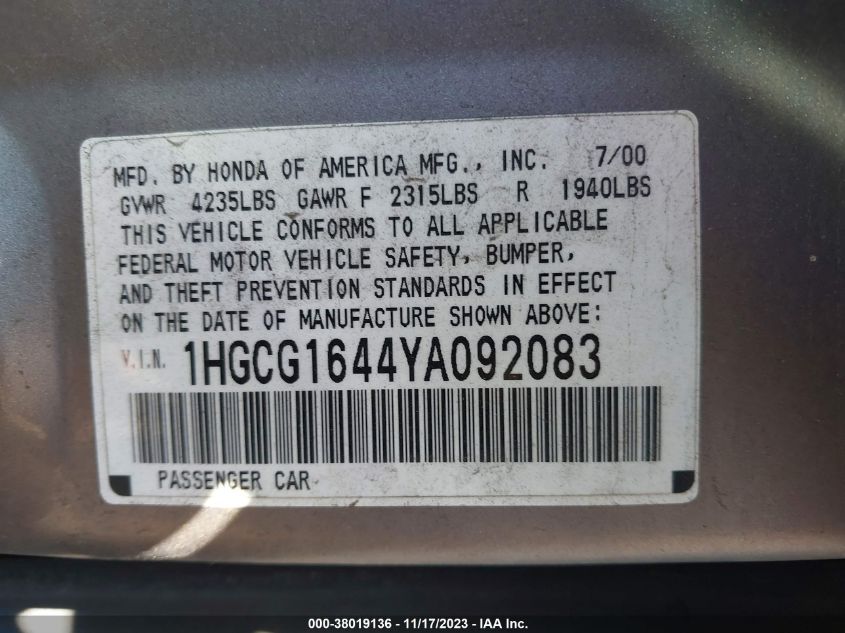 MFD. BY HONDA OF AMERICA MFG., INC. 7/00
GVWR 4235LBS GAWR F 2315LBS R 1940LBS
THIS VEHICLE CONFORMS TO ALL APPLICABLE
FEDERAL MOTOR VEHICLE SAFETY, BUMPER,
AND THEFT PREVENTION STANDARDS IN EFFECT
ON THE DATE OF MANUFACTURE SHOWN ABOVE:
V.I.N. 1HGCG1644YA092083
PASSENGER CAR
000-38019136 - 11/17/2023 - IAA Inc.